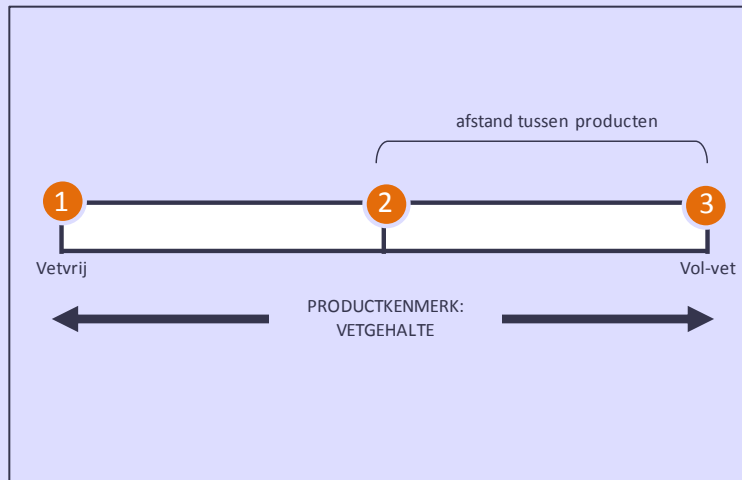 afstand tussen producten
1
2
3
Vetvrij
Vol-vet
PRODUCTKENMERK:
VETGEHALTE